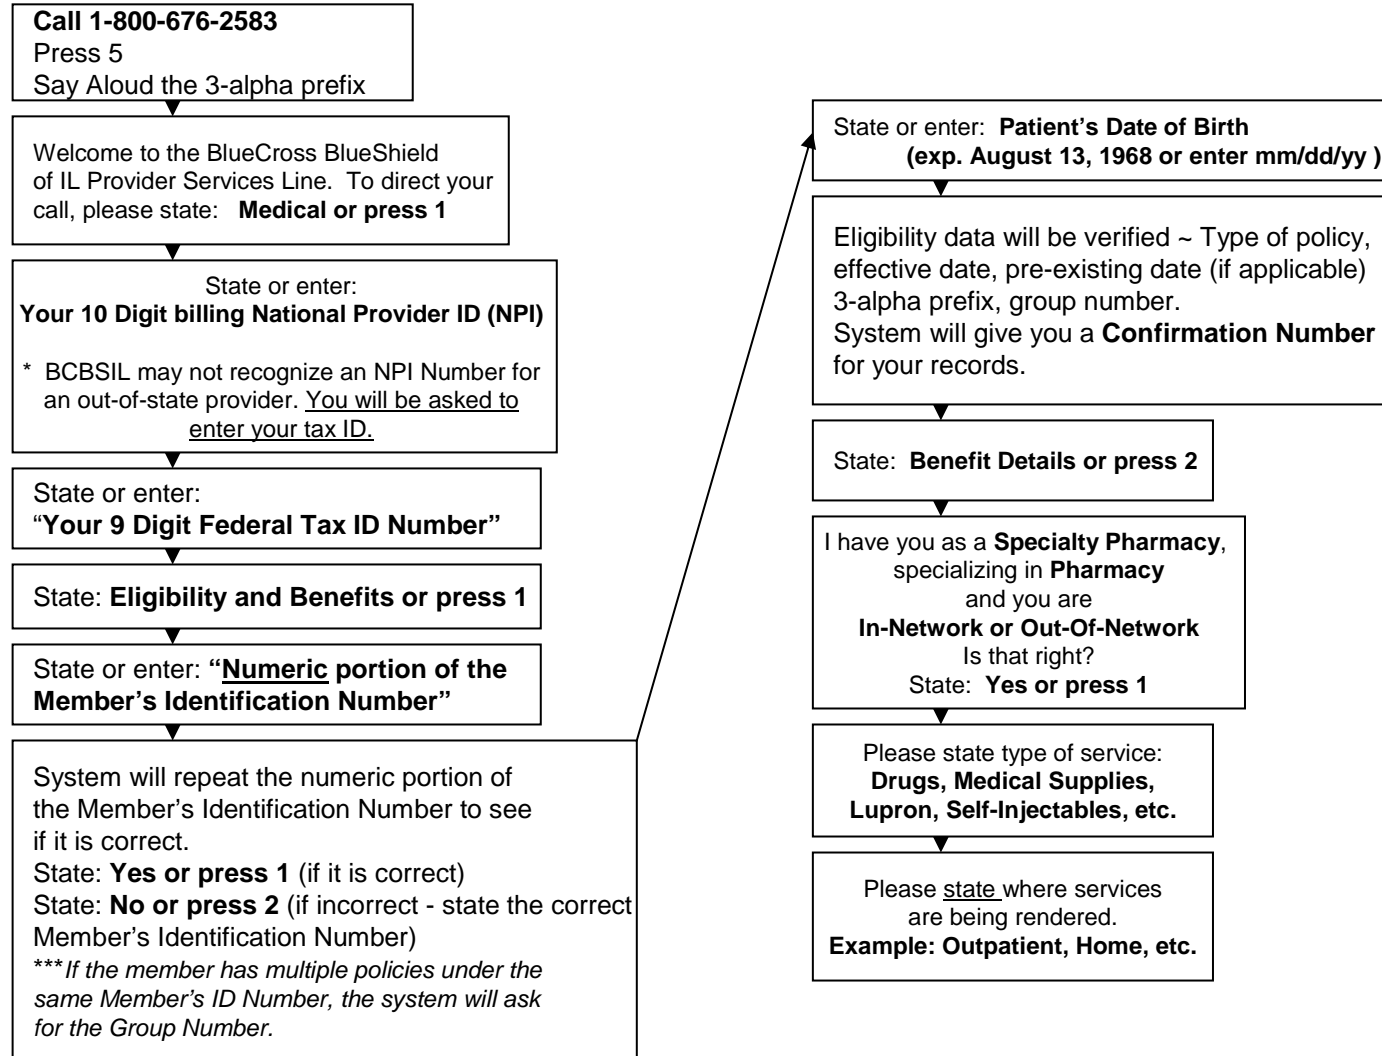 Call 1-800-676-2583
Press 5
Say Aloud the 3-alpha prefix
Welcome to the BlueCross BlueShield
of IL Provider Services Line.  To direct your
call, please state:   Medical or press 1
State or enter:
Your 10 Digit billing National Provider ID (NPI)
*  BCBSIL may not recognize an NPI Number for
an out-of-state provider. You will be asked to
enter your tax ID.
State or enter:
“Your 9 Digit Federal Tax ID Number”
State: Eligibility and Benefits or press 1
State or enter: “Numeric portion of the
Member’s Identification Number”
System will repeat the numeric portion of
the Member’s Identification Number to see
if it is correct.
State: Yes or press 1 (if it is correct)
State: No or press 2 (if incorrect - state the correct
Member’s Identification Number)
***If the member has multiple policies under the
same Member’s ID Number, the system will ask
for the Group Number.
State or enter:  Patient’s Date of Birth
(exp. August 13, 1968 or enter mm/dd/yy )
Eligibility data will be verified ~ Type of policy,
effective date, pre-existing date (if applicable)
3-alpha prefix, group number.
System will give you a Confirmation Number
for your records.
State:  Benefit Details or press 2
I have you as a Specialty Pharmacy,
specializing in Pharmacy
and you are
In-Network or Out-Of-Network
Is that right?
State:  Yes or press 1
Please state type of service:
Drugs, Medical Supplies,
Lupron, Self-Injectables, etc.
Please state where services
are being rendered.
Example: Outpatient, Home, etc.